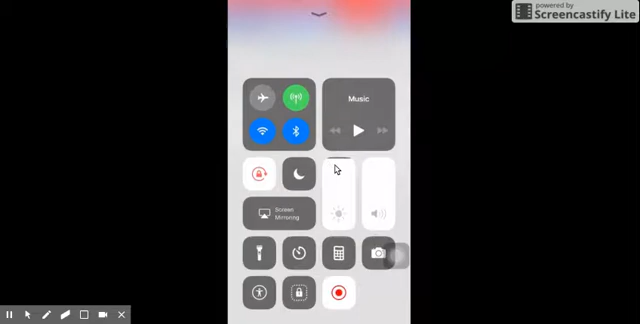 powered by
Screencastify Lite
Music
Screen
Mirroring